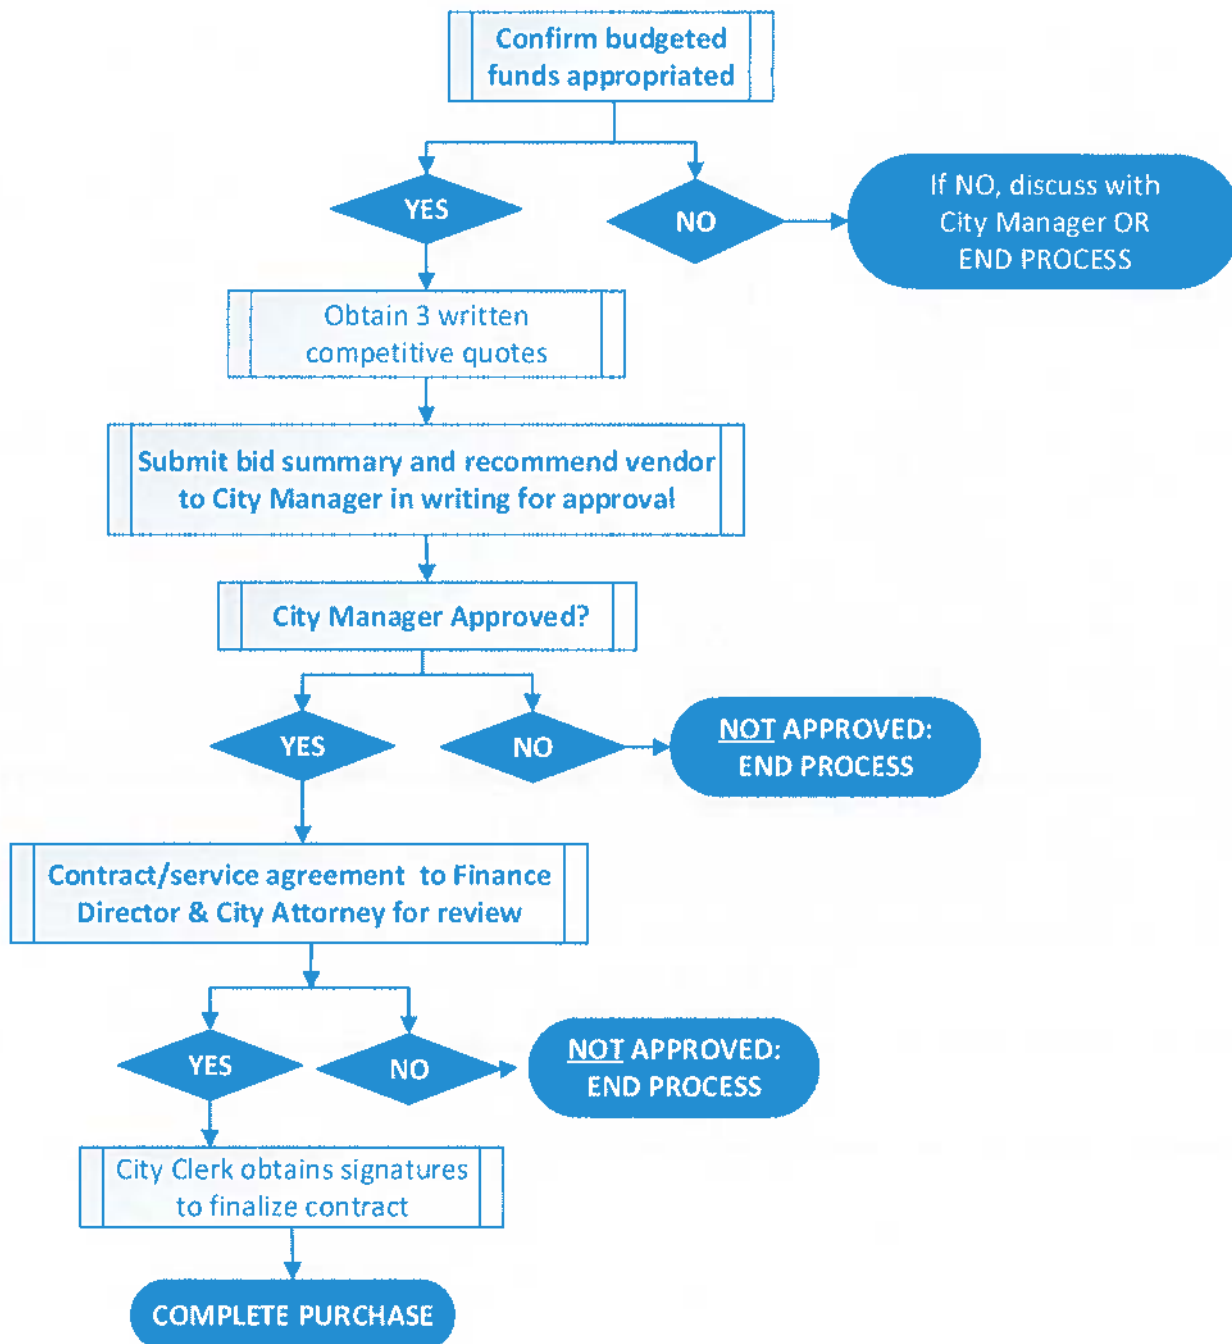 Confirm budgeted
funds appropriated
YES
NO
If NO, discuss with
City Manager OR
END PROCESS
Obtain 3 written
competitive quotes
Submit bid summary and recommend vendor
to City Manager in writing for approval
City Manager Approved?
YES
NO
NOT APPROVED:
END PROCESS
Contract/service agreement to Finance
Director & City Attorney for review
YES
NO
NOT APPROVED:
END PROCESS
City Clerk obtains signatures
to finalize contract
COMPLETE PURCHASE